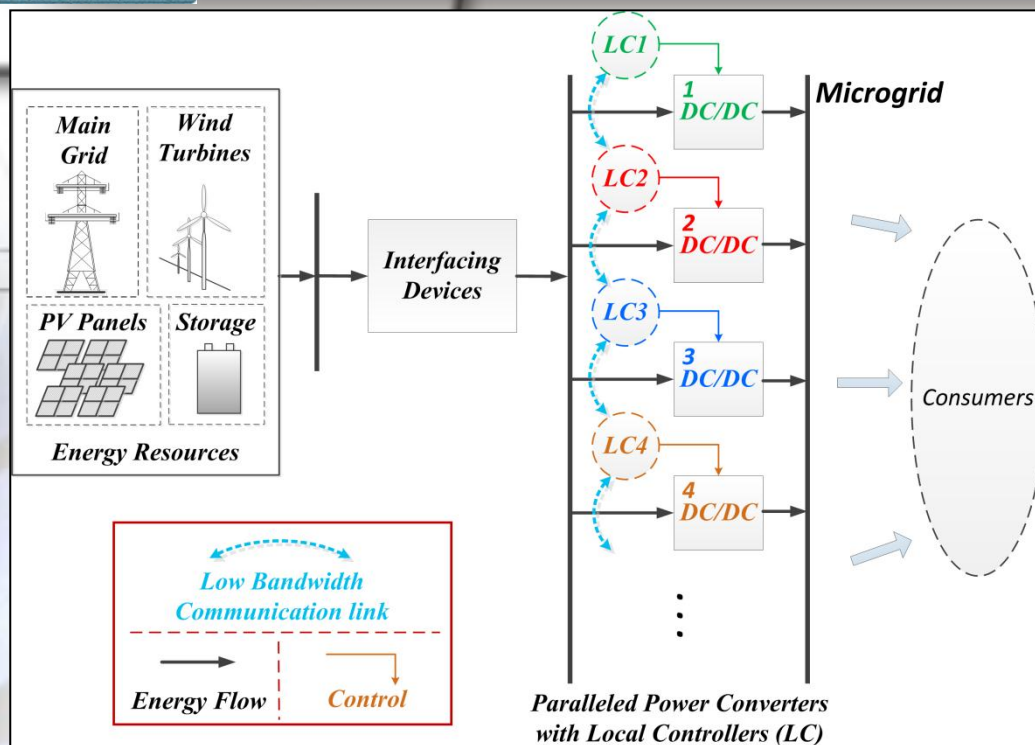 Main
Grid
Wind
Turbines
PV Panels
Storage
Energy Resources
Interfacing
Devices
LC1
1
DC/DC
LC2
2
DC/DC
LC3
3
DC/DC
LC4
4
DC/DC
Microgrid
Consumers
Low Bandwidth
Communication link
Energy Flow
Control
Paralleled Power Converters
with Local Controllers (LC)